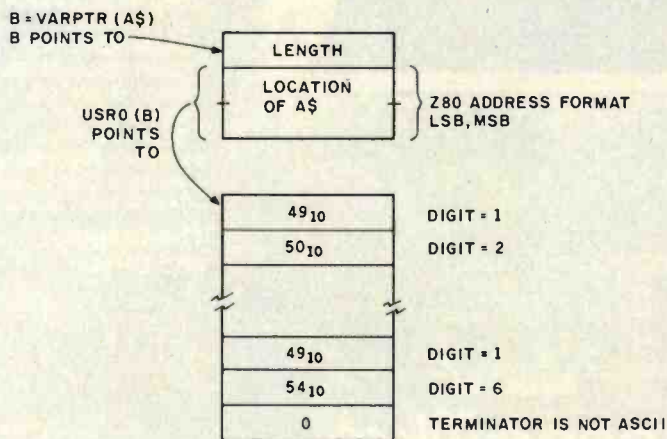 B = VARPTR (A$)
B POINTS TO
LENGTH
LOCATION
OF A$
Z80 ADDRESS FORMAT
LSB, MSB
USR0 (B)
POINTS
TO
49₁₀
DIGIT = 1
50₁₀
DIGIT = 2
49₁₀
DIGIT = 1
54₁₀
DIGIT = 6
0
TERMINATOR IS NOT ASCII